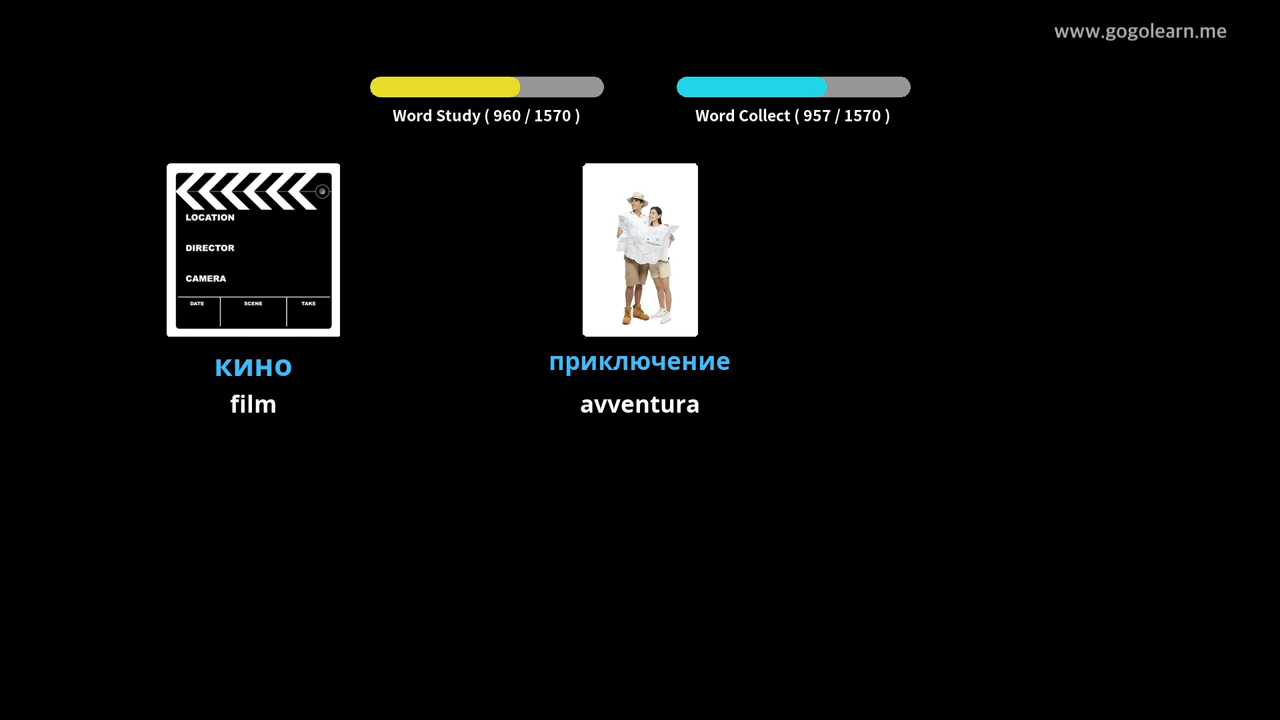 www.gogolearn.me
Word Study ( 960 / 1570 )
Word Collect ( 957 / 1570 )
LOCATION
DIRECTOR
CAMERA
DATE SCENE TAKE
кино
film
приключение
avventura